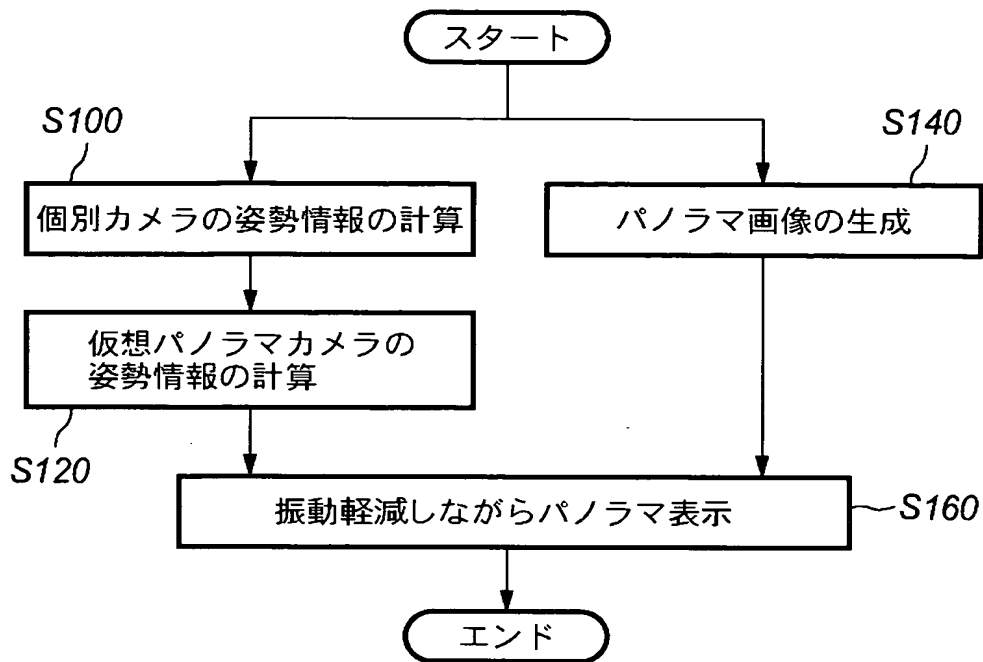 スタート
S100
S140
個別カメラの姿勢情報の計算
パノラマ画像の生成
仮想パノラマカメラの
姿勢情報の計算
S120
振動軽減しながらパノラマ表示
S160
エンド